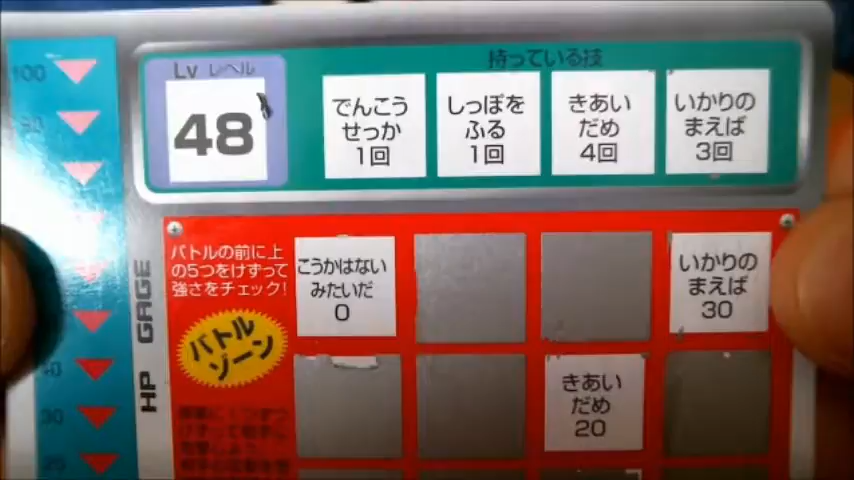 100
Lv レベル
48
持っている技
でんこう
せっか
1回
しっぽを
ふる
1回
きあい
だめ
4回
いかりの
まえば
3回
HP GAGE
バトルの前に上
の5つをけずって
強さをチェック!
バトル
ゾーン
こうかはない
みたいだ
0
いかりの
まえば
30
きあい
だめ
20
40
30
20